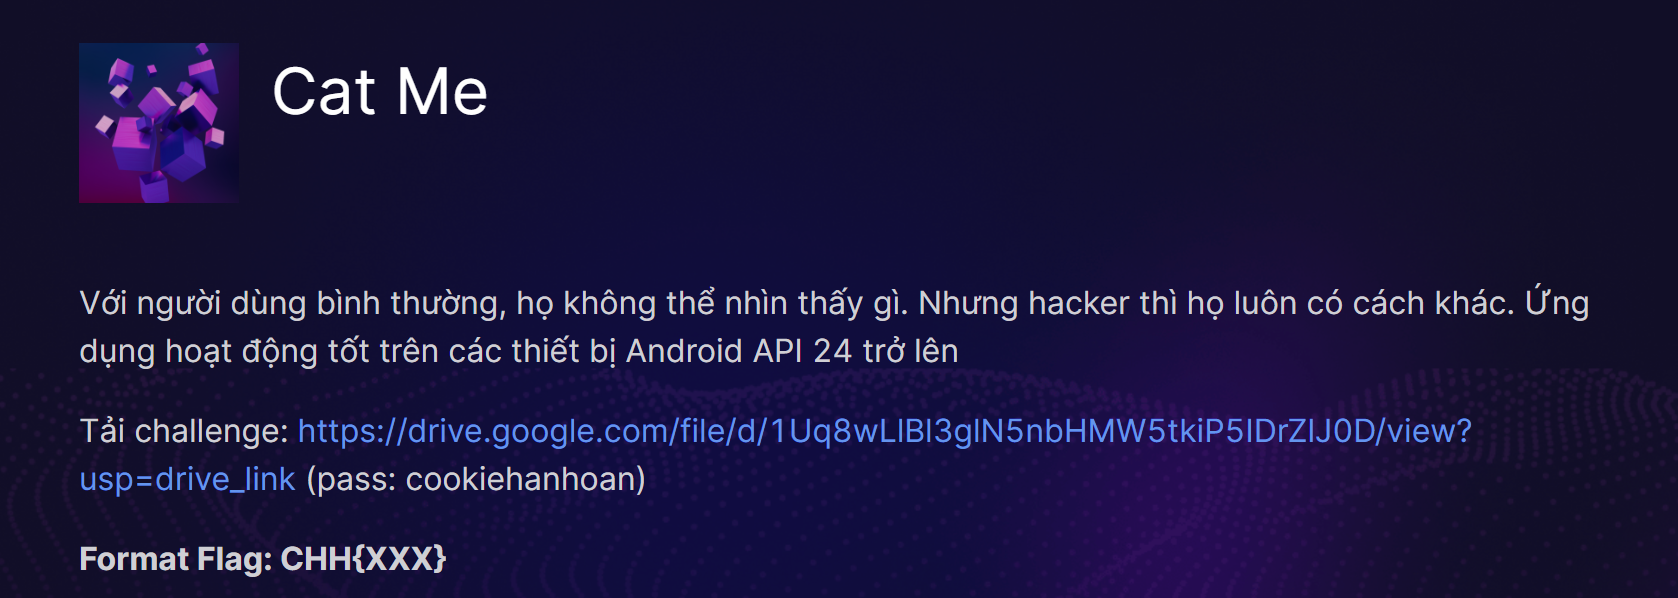 Cat Me
Với người dùng bình thường, họ không thể nhìn thấy gì. Nhưng hacker thì họ luôn có cách khác. Ứng
dụng hoạt động tốt trên các thiết bị Android API 24 trở lên
Tải challenge: https://drive.google.com/file/d/1Uq8wLlBl3glN5nbHMW5tkiP5IDrZlJ0D/view?
usp=drive_link (pass: cookiehanhoan)
Format Flag: CHH{XXX}